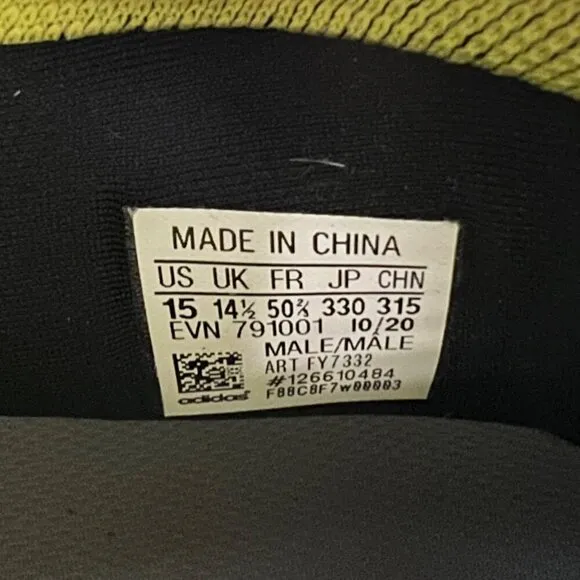 MADE IN CHINA
US UK FR JP CHN
15 14½ 50⅔ 330 315
EVN 791001 10/20
MALE/MÂLE
ART FY7332
#126610484
F88C8F7w00003
adidas